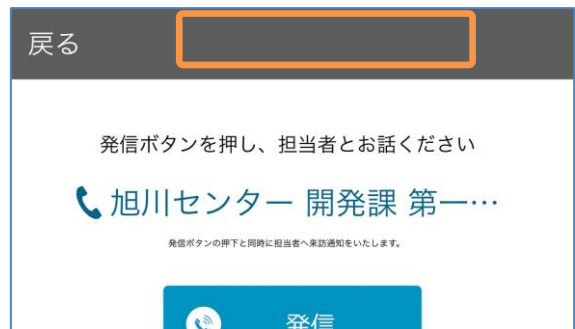 戻る
発信ボタンを押し、担当者とお話ください
旭川センター 開発課 第一…
発信ボタンの押下と同時に担当者へ来訪通知をいたします。
発信